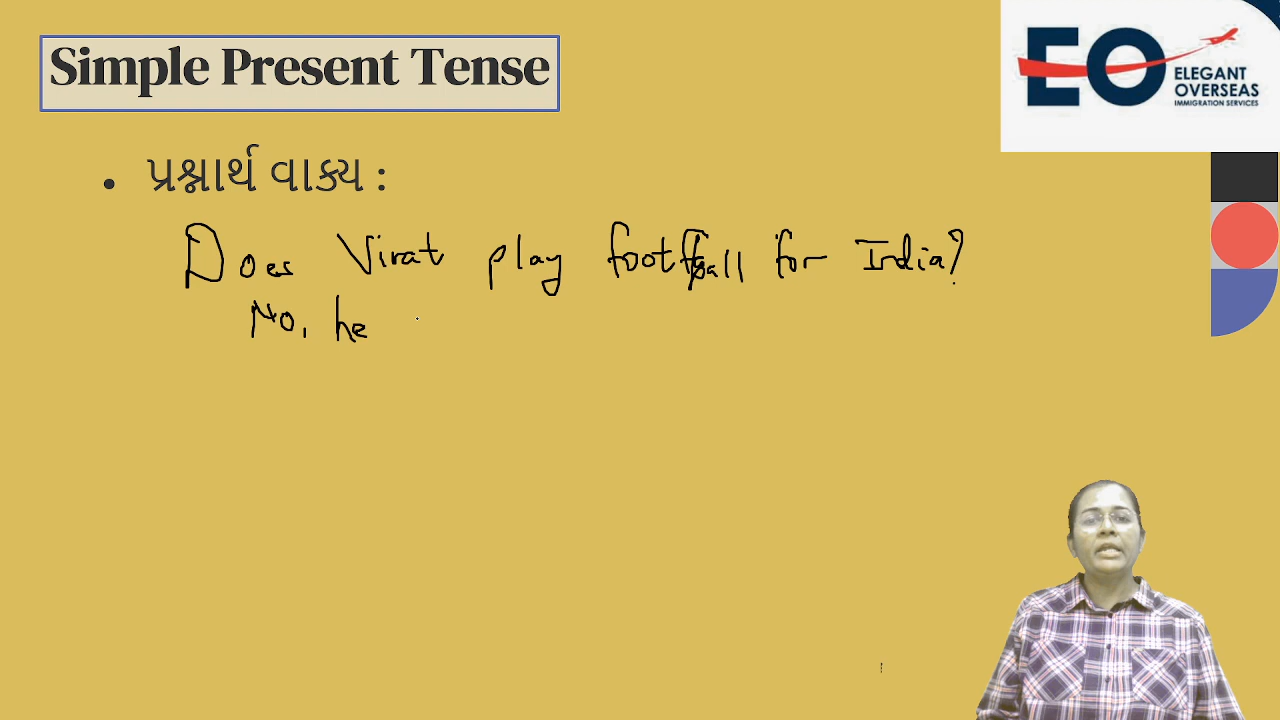 Simple Present Tense
EO
ELEGANT
OVERSEAS
IMMIGRATION SERVICES
• પ્રશ્નાર્થ વાક્ય :
Does Virat play football for India?
No, he